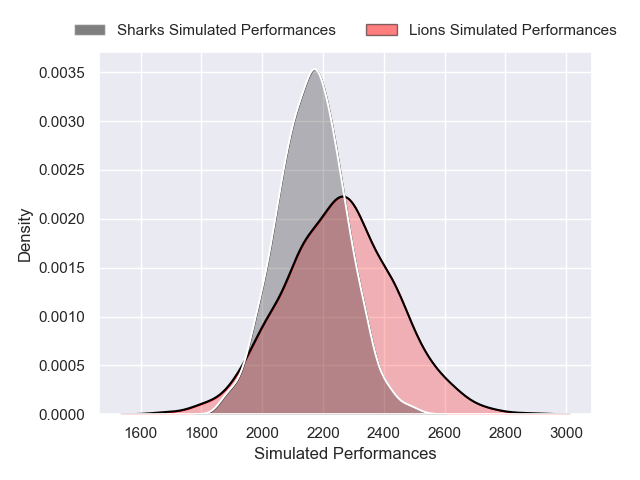 Sharks Simulated Performances Lions Simulated Performances
0.0035
0.0030
0.0025
0.0020
0.0015
0.0010
0.0005
0.0000
Density
1600 1800 2000 2200 2400 2600 2800 3000
Simulated Performances